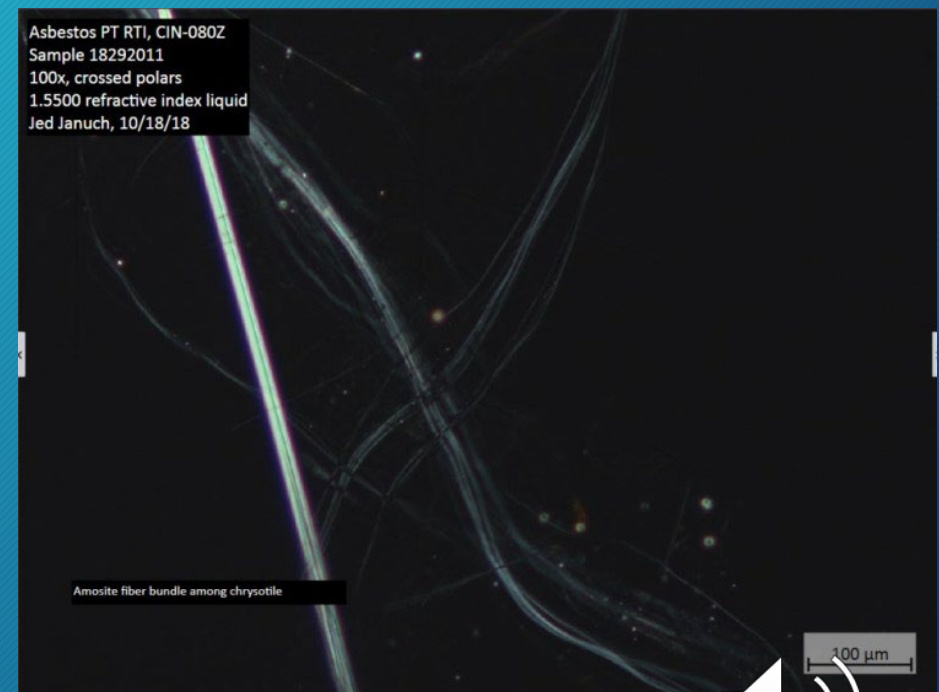 Asbestos PT RTI, CIN-080Z
Sample 18292011
100x, crossed polars
1.5500 refractive index liquid
Jed Januch, 10/18/18
Amosite fiber bundle among chrysotile
100 µm